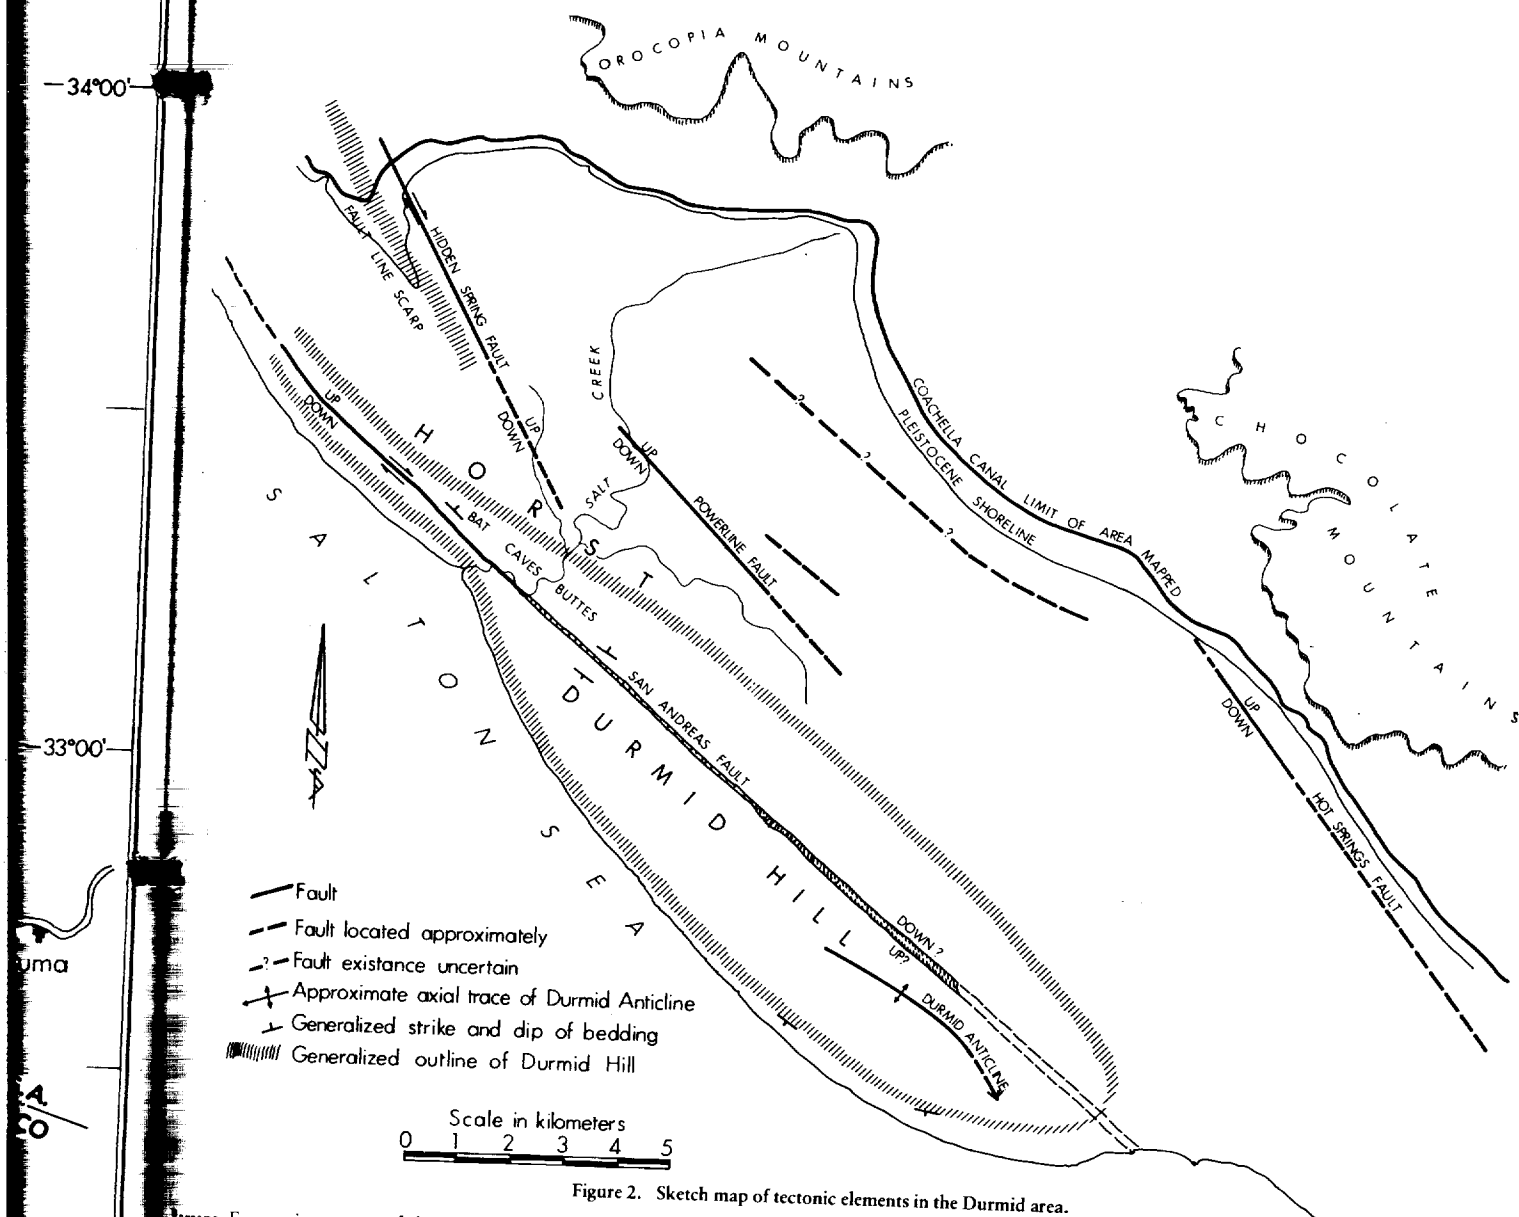 OROCOPIA MOUNTAINS
34°00'
FAULT LINE SCARP
HIDDEN SPRING FAULT
UP
DOWN
UP
DOWN
HORST
CREEK
SALT
UP
DOWN
POWERLINE FAULT
?
?
?
COACHELLA CANAL LIMIT OF AREA MAPPED
PLEISTOCENE SHORELINE
CHOCOLATE MOUNTAINS
BAT CAVES BUTTES
SALTON SEA
SAN ANDREAS FAULT
DURMID HILL
UP
DOWN
HOT SPRINGS FAULT
33°00'
N
DOWN ?
UP?
DURMID ANTICLINE
uma
.A.
CO
Fault
Fault located approximately
? Fault existance uncertain
Approximate axial trace of Durmid Anticline
Generalized strike and dip of bedding
Generalized outline of Durmid Hill
Scale in kilometers
0 1 2 3 4 5
Figure 2. Sketch map of tectonic elements in the Durmid area.